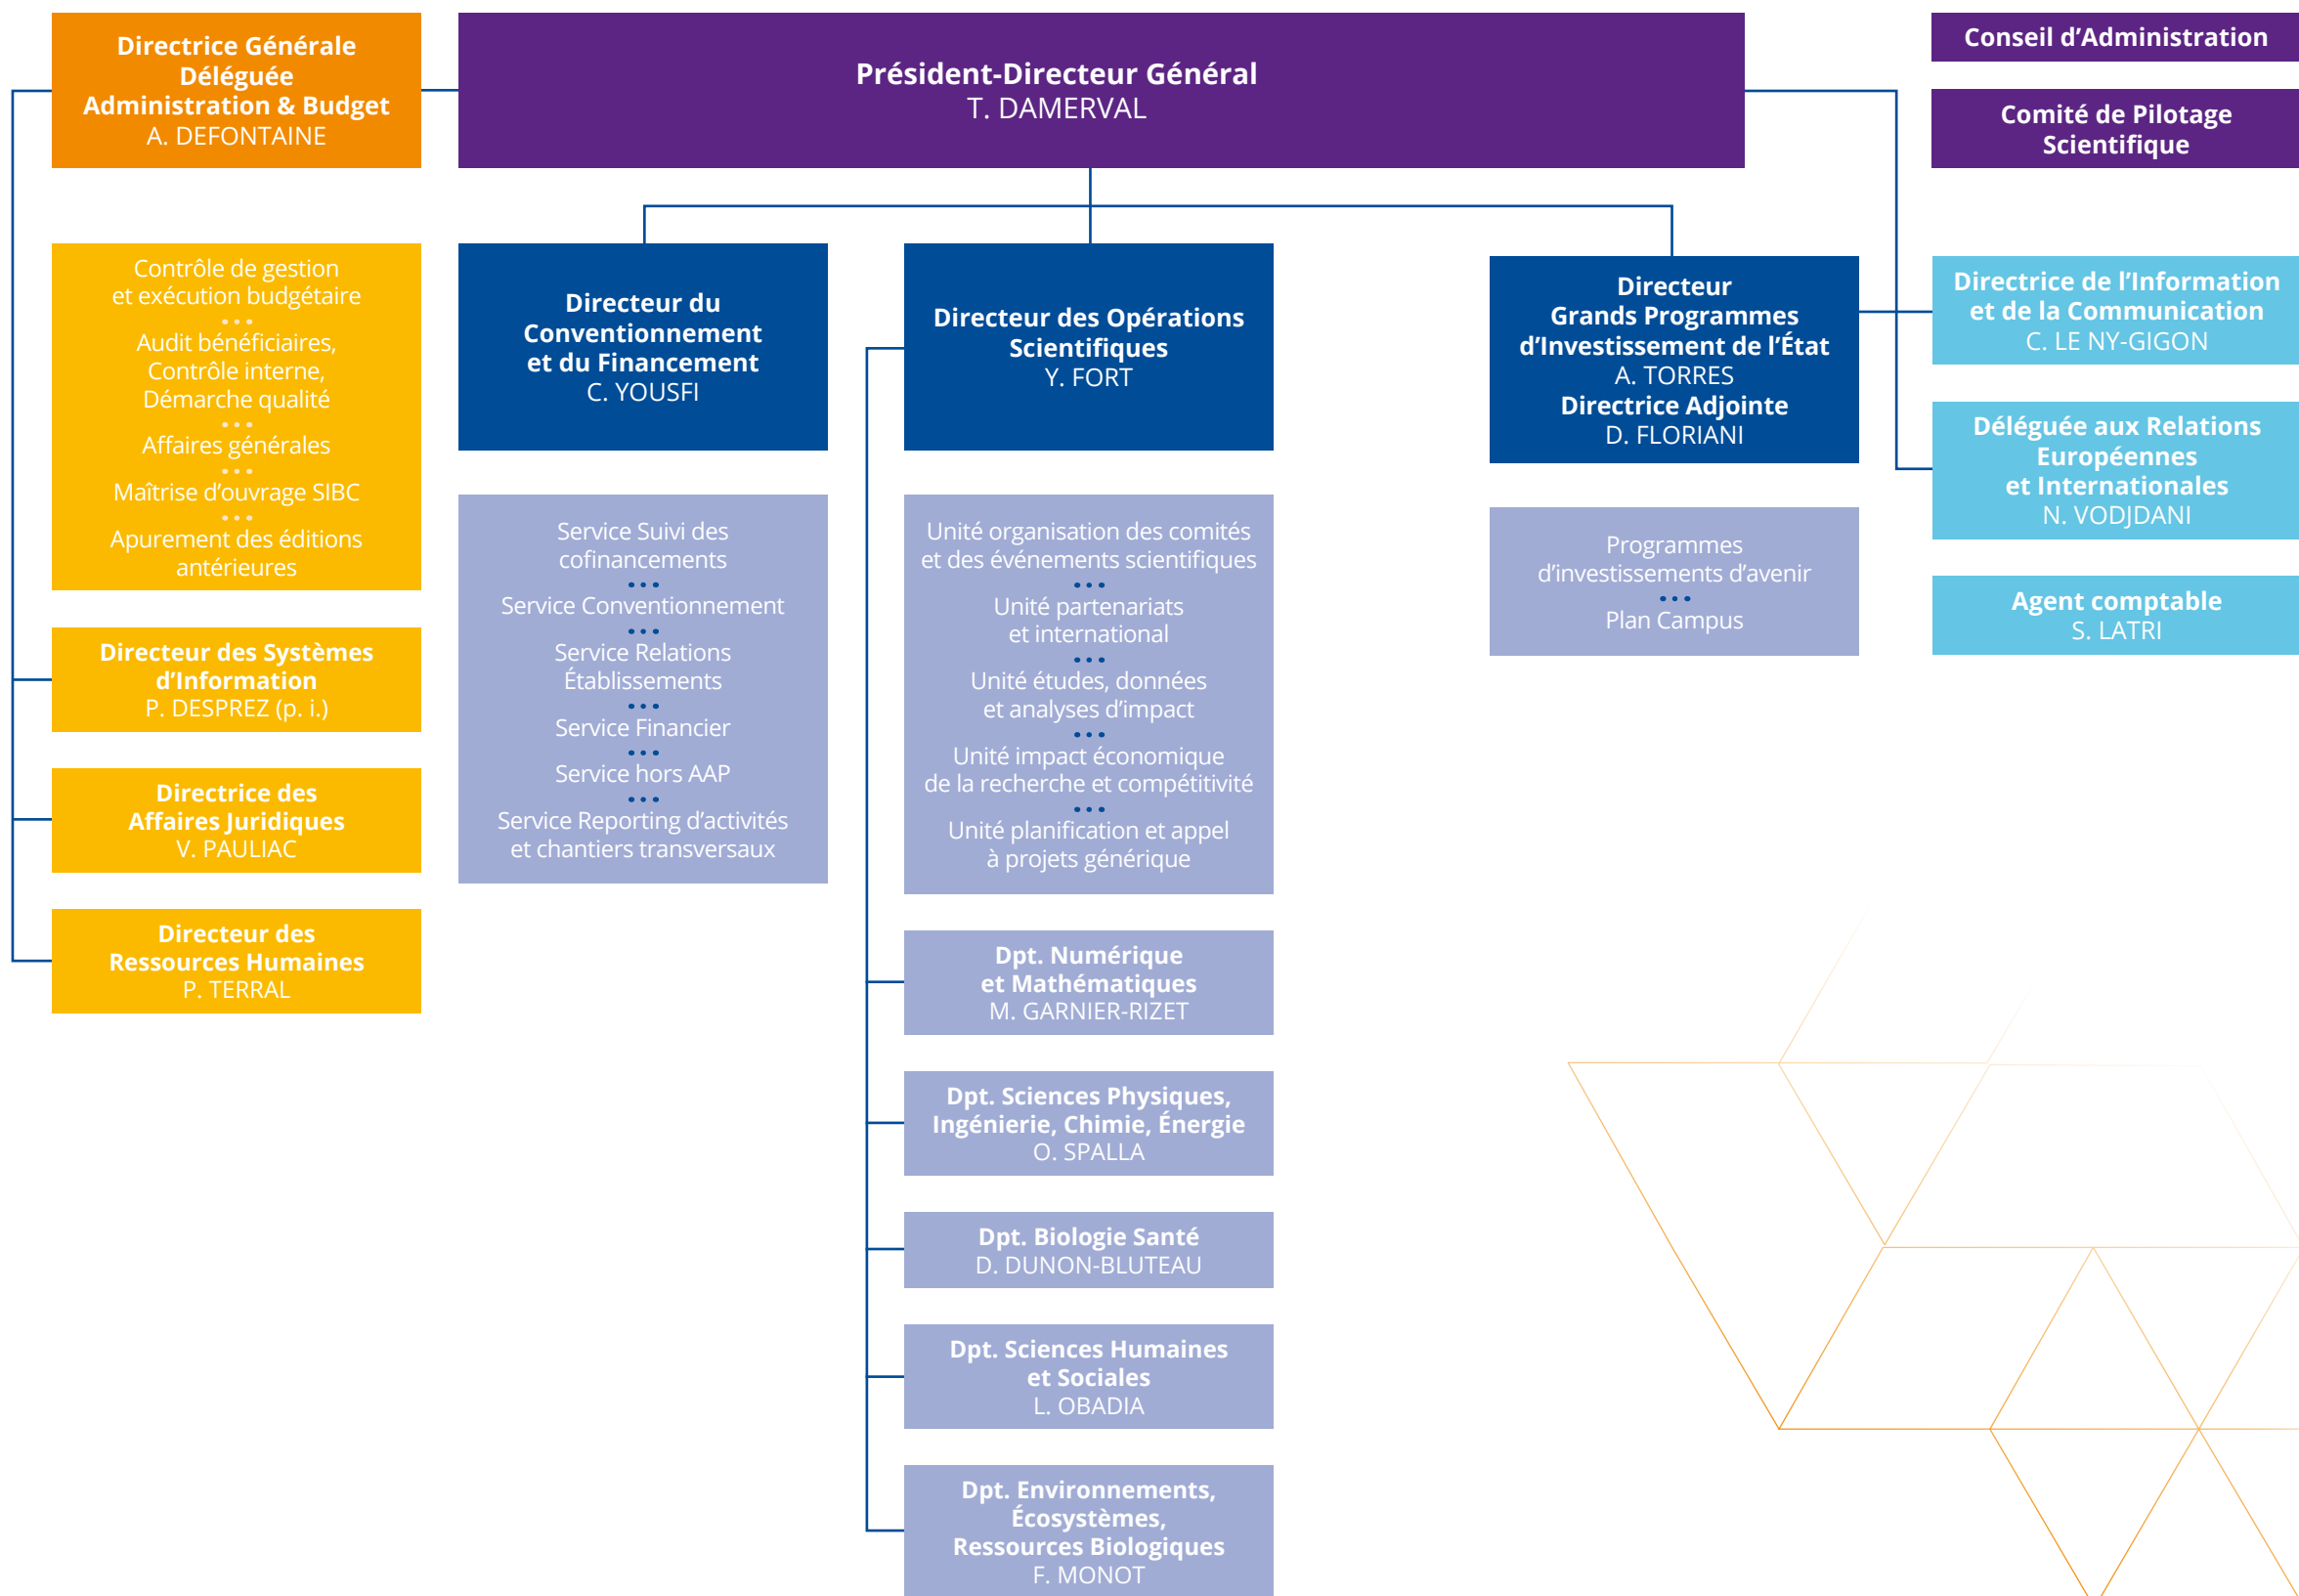 Directrice Générale
Déléguée
Administration & Budget
A. DEFONTAINE
Président-Directeur Général
T. DAMERVAL
Conseil d’Administration
Comité de Pilotage
Scientifique
Contrôle de gestion
et exécution budgétaire
•••
Audit bénéficiaires,
Contrôle interne,
Démarche qualité
•••
Affaires générales
•••
Maîtrise d’ouvrage SIBC
•••
Apurement des éditions
antérieures
Directeur des Systèmes
d’Information
P. DESPREZ (p. i.)
Directrice des
Affaires Juridiques
V. PAULIAC
Directeur des
Ressources Humaines
P. TERRAL
Directeur du
Conventionnement
et du Financement
C. YOUSFI
Service Suivi des
cofinancements
•••
Service Conventionnement
•••
Service Relations
Établissements
•••
Service Financier
•••
Service hors AAP
•••
Service Reporting d’activités
et chantiers transversaux
Directeur des Opérations
Scientifiques
Y. FORT
Unité organisation des comités
et des événements scientifiques
•••
Unité partenariats
et international
•••
Unité études, données
et analyses d’impact
•••
Unité impact économique
de la recherche et compétitivité
•••
Unité planification et appel
à projets générique
Dpt. Numérique
et Mathématiques
M. GARNIER-RIZET
Dpt. Sciences Physiques,
Ingénierie, Chimie, Énergie
O. SPALLA
Dpt. Biologie Santé
D. DUNON-BLUTEAU
Dpt. Sciences Humaines
et Sociales
L. OBADIA
Dpt. Environnements,
Écosystèmes,
Ressources Biologiques
F. MONOT
Directeur
Grands Programmes
d’Investissement de l’État
A. TORRES
Directrice Adjointe
D. FLORIANI
Programmes
d’investissements d’avenir
•••
Plan Campus
Directrice de l’Information
et de la Communication
C. LE NY-GIGON
Déléguée aux Relations
Européennes
et Internationales
N. VODJDANI
Agent comptable
S. LATRI